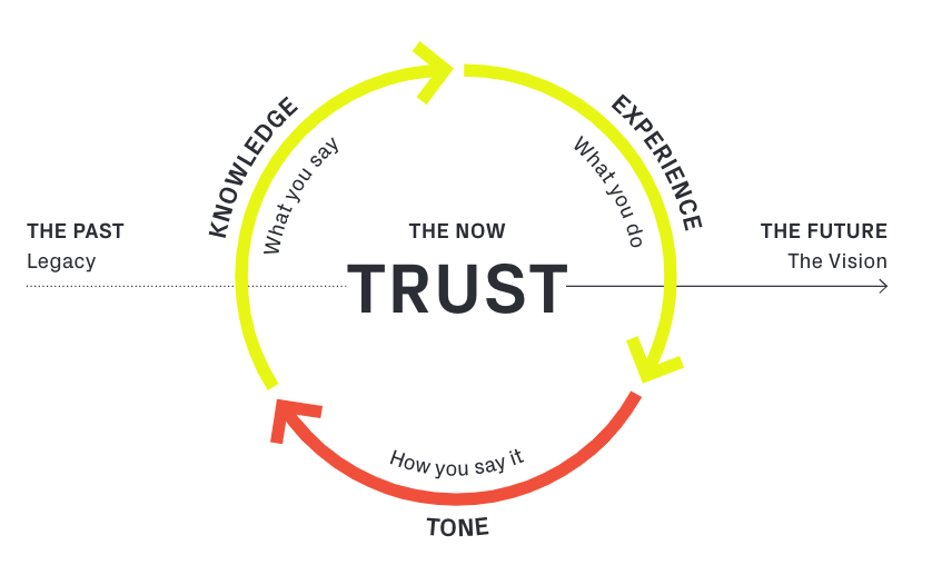 KNOWLEDGE
What you say
EXPERIENCE
What you do
THE PAST
Legacy
THE NOW
TRUST
THE FUTURE
The Vision
How you say it
TONE